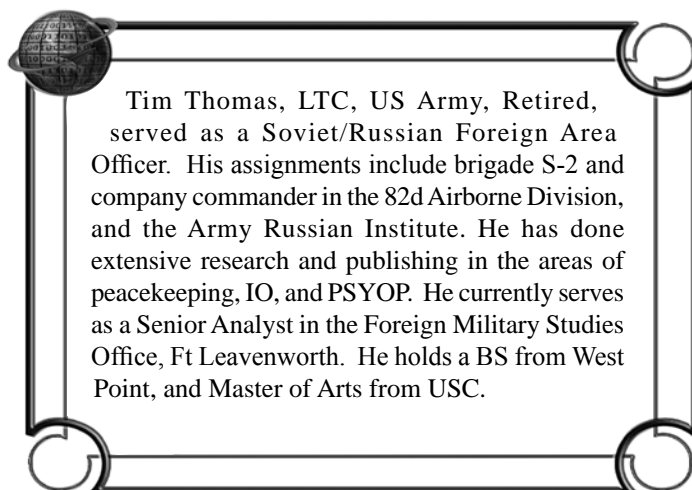 Tim Thomas, LTC, US Army, Retired,
served as a Soviet/Russian Foreign Area
Officer. His assignments include brigade S-2 and
company commander in the 82d Airborne Division,
and the Army Russian Institute. He has done
extensive research and publishing in the areas of
peacekeeping, IO, and PSYOP. He currently serves
as a Senior Analyst in the Foreign Military Studies
Office, Ft Leavenworth. He holds a BS from West
Point, and Master of Arts from USC.